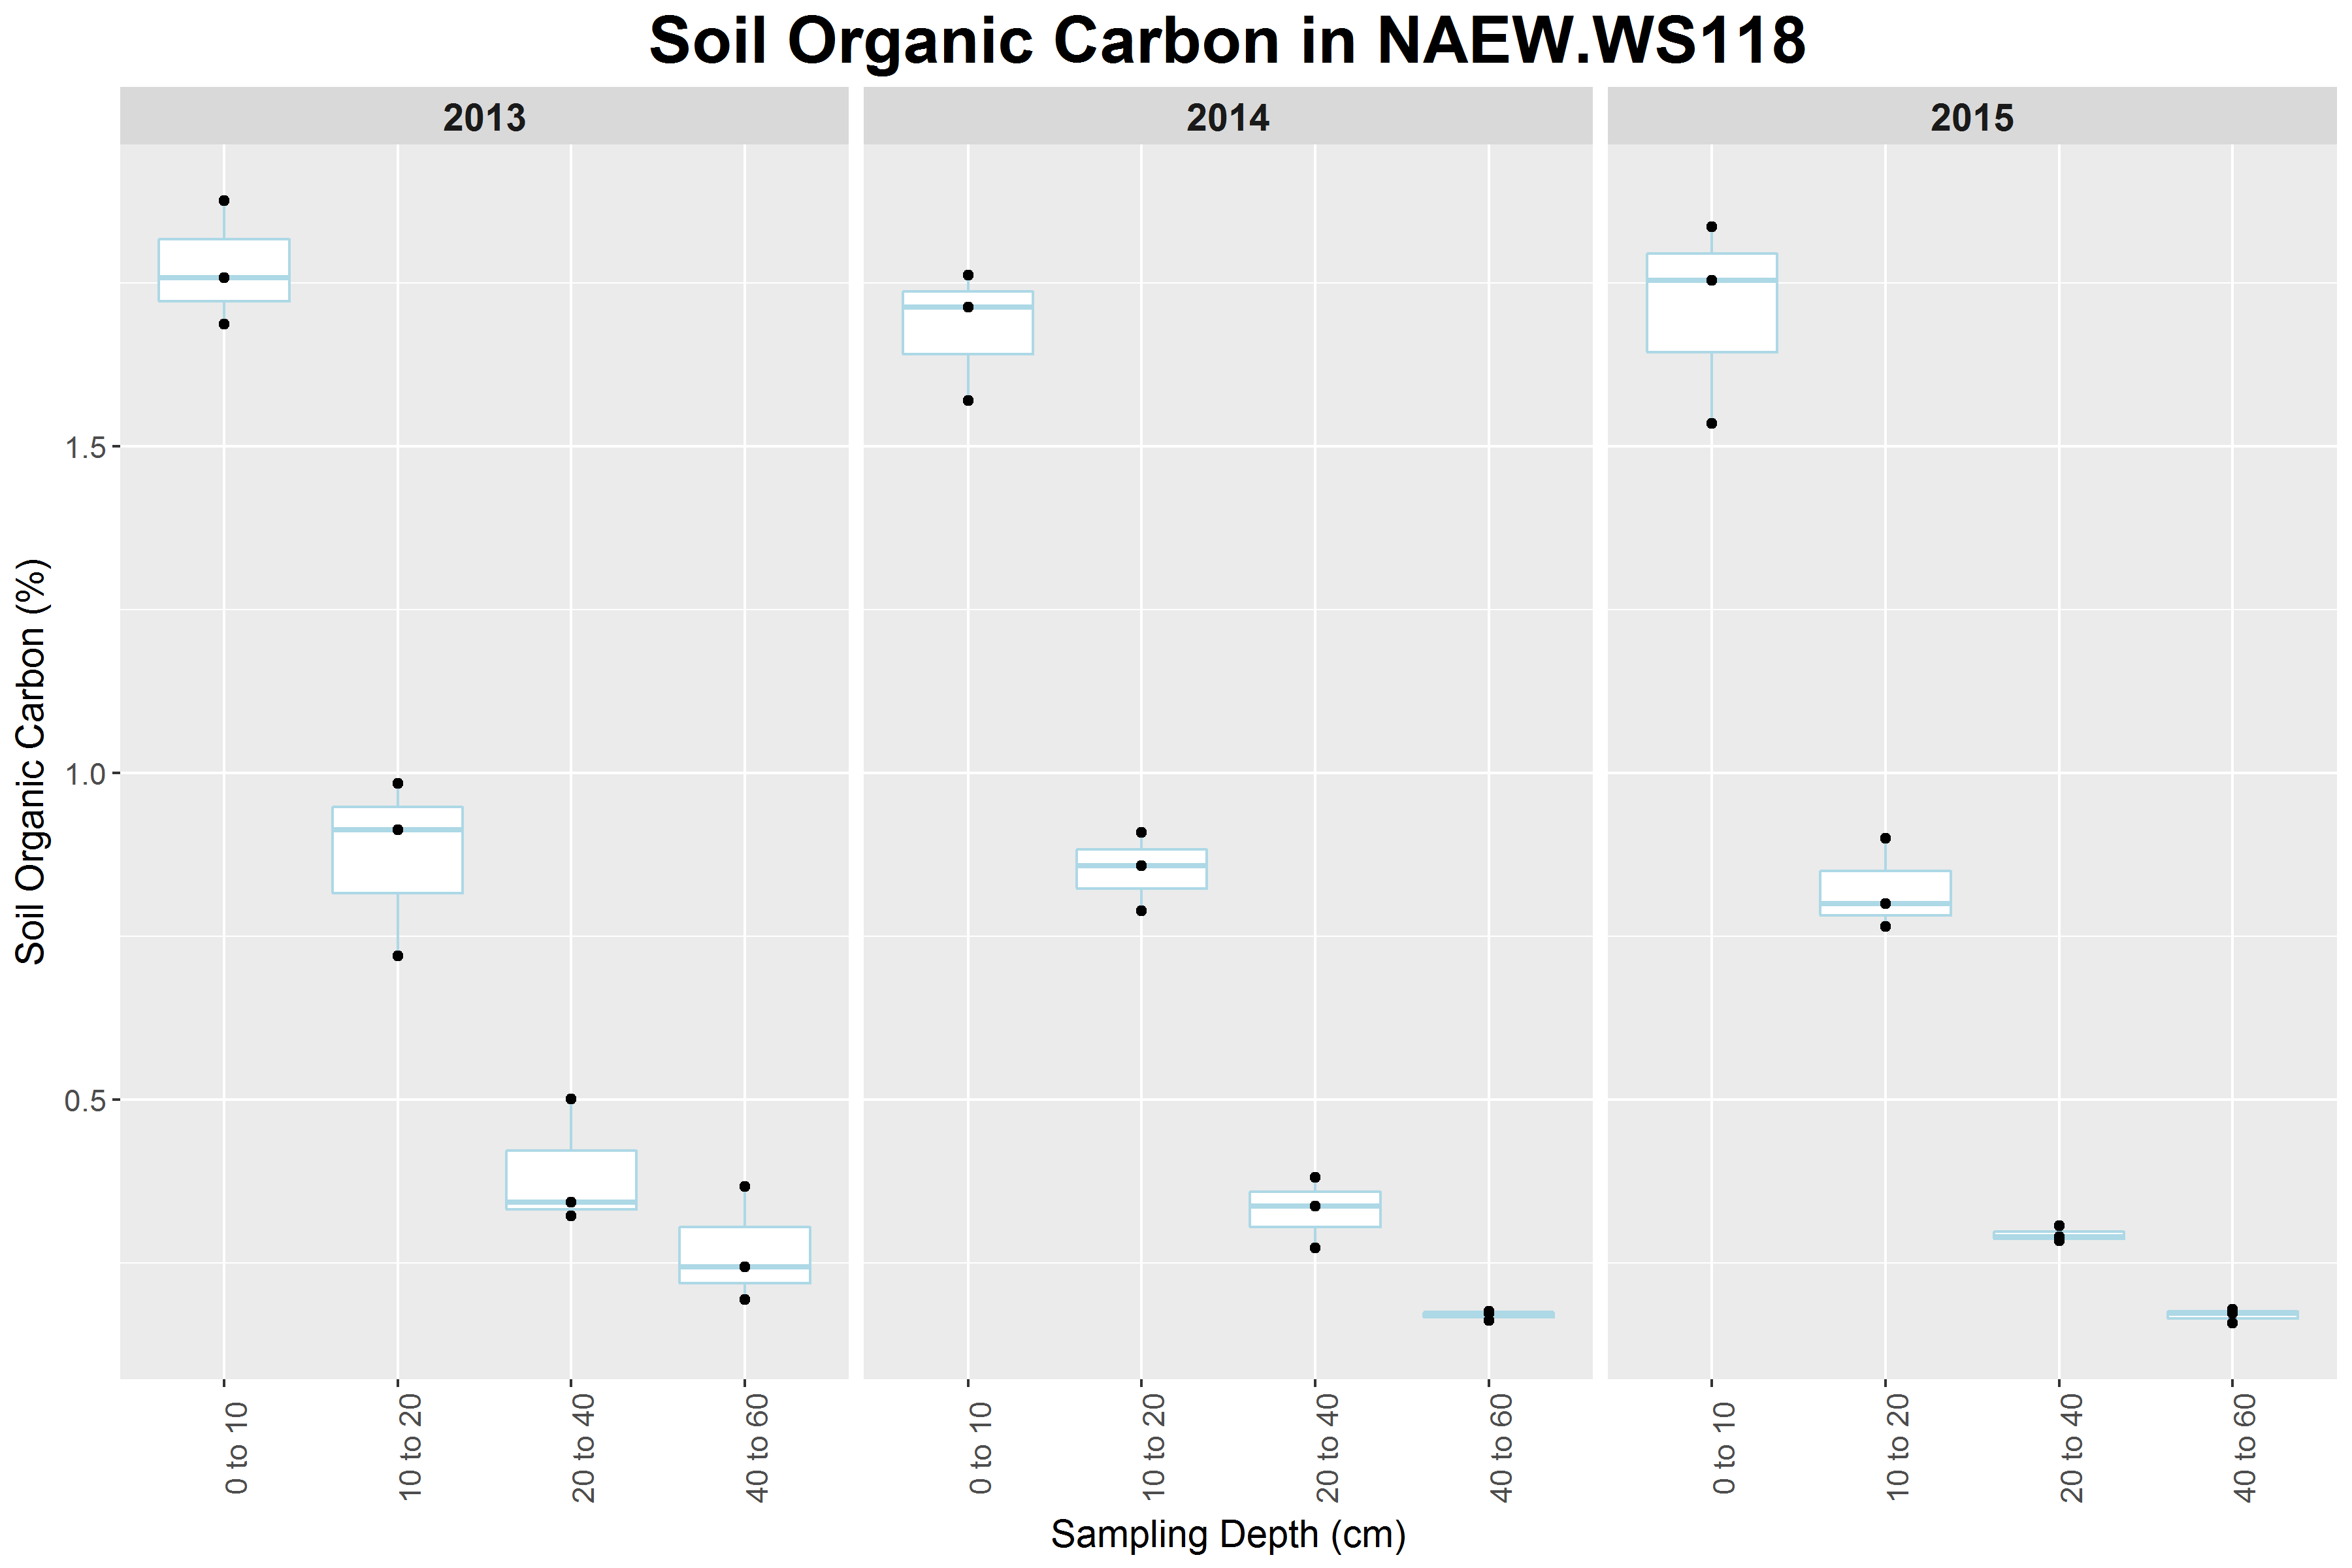 Soil Organic Carbon in NAEW.WS118
2013
2014
2015
Soil Organic Carbon (%)
1.5
1.0
0.5
0 to 10
10 to 20
20 to 40
40 to 60
0 to 10
10 to 20
20 to 40
40 to 60
0 to 10
10 to 20
20 to 40
40 to 60
Sampling Depth (cm)